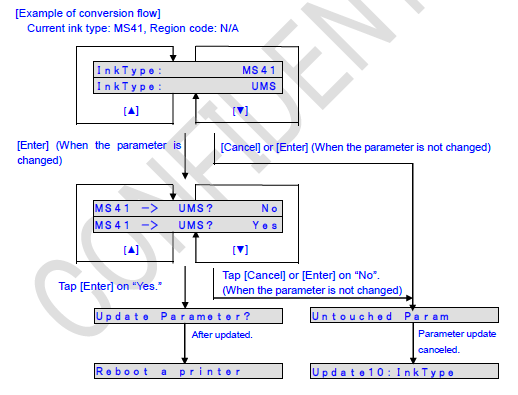 [Example of conversion flow]
Current ink type: MS41, Region code: N/A
InkType: MS41
InkType: UMS
[▲] [▼]
[Enter] (When the parameter is changed)
[Cancel] or [Enter] (When the parameter is not changed)
MS41 –> UMS? No
MS41 –> UMS? Yes
[▲] [▼]
Tap [Enter] on “Yes.”
Tap [Cancel] or [Enter] on “No”.
(When the parameter is not changed)
Update Parameter?
Untouched Param
After updated.
Parameter update
canceled.
Reboot a printer
Update10:InkType
CONFIDENT